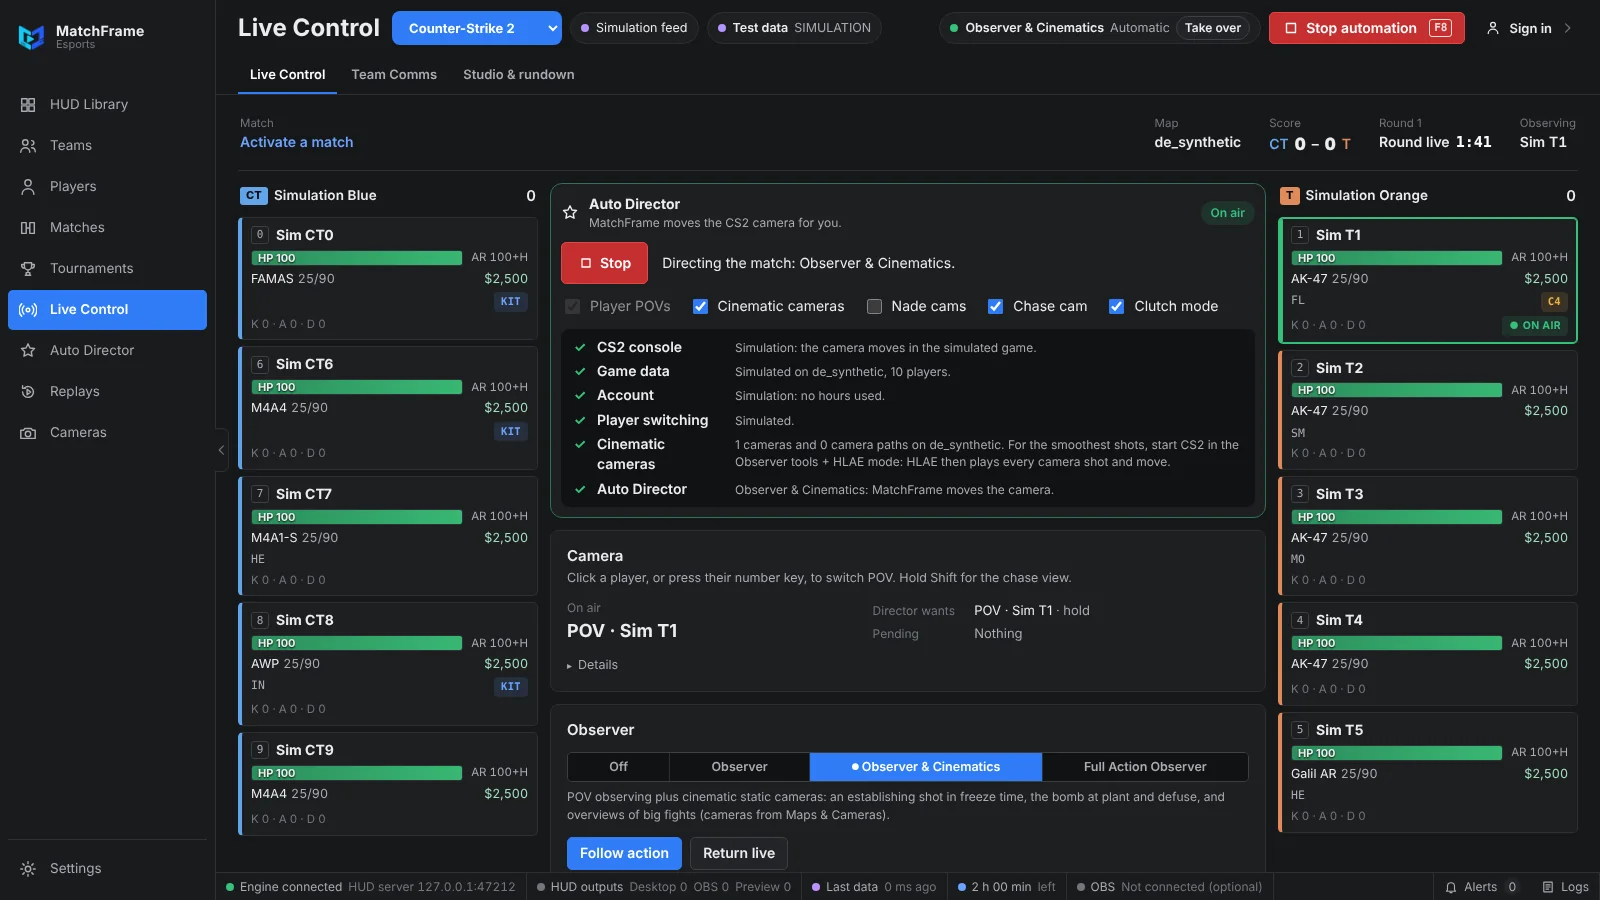 MatchFrame
Esports
HUD Library
Teams
Players
Matches
Tournaments
Live Control
Auto Director
Replays
Cameras
Settings
Live Control
Counter-Strike 2
Simulation feed
Test data SIMULATION
Observer & Cinematics Automatic Take over
Stop automation F8
Sign in
Live Control Team Comms Studio & rundown
Match
Activate a match
Map
de_synthetic
Score
CT 0 – 0 T
Round 1
Round live 1:41
Observing
Sim T1
CT Simulation Blue 0
0 Sim CT0
HP 100 AR 100+H
FAMAS 25/90 $2,500
KIT
K 0 · A 0 · D 0
6 Sim CT6
HP 100 AR 100+H
M4A4 25/90 $2,500
KIT
K 0 · A 0 · D 0
7 Sim CT7
HP 100 AR 100+H
M4A1-S 25/90 $2,500
HE
K 0 · A 0 · D 0
8 Sim CT8
HP 100 AR 100+H
AWP 25/90 $2,500
IN KIT
K 0 · A 0 · D 0
9 Sim CT9
HP 100 AR 100+H
M4A4 25/90 $2,500
K 0 · A 0 · D 0
Auto Director
MatchFrame moves the CS2 camera for you.
On air
Stop Directing the match: Observer & Cinematics.
Player POVs Cinematic cameras Nade cams Chase cam Clutch mode
CS2 console Simulation: the camera moves in the simulated game.
Game data Simulated on de_synthetic, 10 players.
Account Simulation: no hours used.
Player switching Simulated.
Cinematic cameras 1 cameras and 0 camera paths on de_synthetic. For the smoothest shots, start CS2 in the
Observer tools + HLAE mode: HLAE then plays every camera shot and move.
Auto Director Observer & Cinematics: MatchFrame moves the camera.
Camera
Click a player, or press their number key, to switch POV. Hold Shift for the chase view.
On air
POV · Sim T1
Director wants POV · Sim T1 · hold
Pending Nothing
▸ Details
Observer
Off Observer Observer & Cinematics Full Action Observer
POV observing plus cinematic static cameras: an establishing shot in freeze time, the bomb at plant and defuse, and
overviews of big fights (cameras from Maps & Cameras).
Follow action Return live
T Simulation Orange 0
1 Sim T1
HP 100 AR 100+H
AK-47 25/90 $2,500
FL C4
K 0 · A 0 · D 0 ON AIR
2 Sim T2
HP 100 AR 100+H
AK-47 25/90 $2,500
SM
K 0 · A 0 · D 0
3 Sim T3
HP 100 AR 100+H
AK-47 25/90 $2,500
MO
K 0 · A 0 · D 0
4 Sim T4
HP 100 AR 100+H
AK-47 25/90 $2,500
K 0 · A 0 · D 0
5 Sim T5
HP 100 AR 100+H
Galil AR 25/90 $2,500
HE
K 0 · A 0 · D 0
Engine connected HUD server 127.0.0.1:47212
HUD outputs Desktop 0 OBS 0 Preview 0
Last data 0 ms ago
2 h 00 min left
OBS Not connected (optional)
Alerts 0
Logs